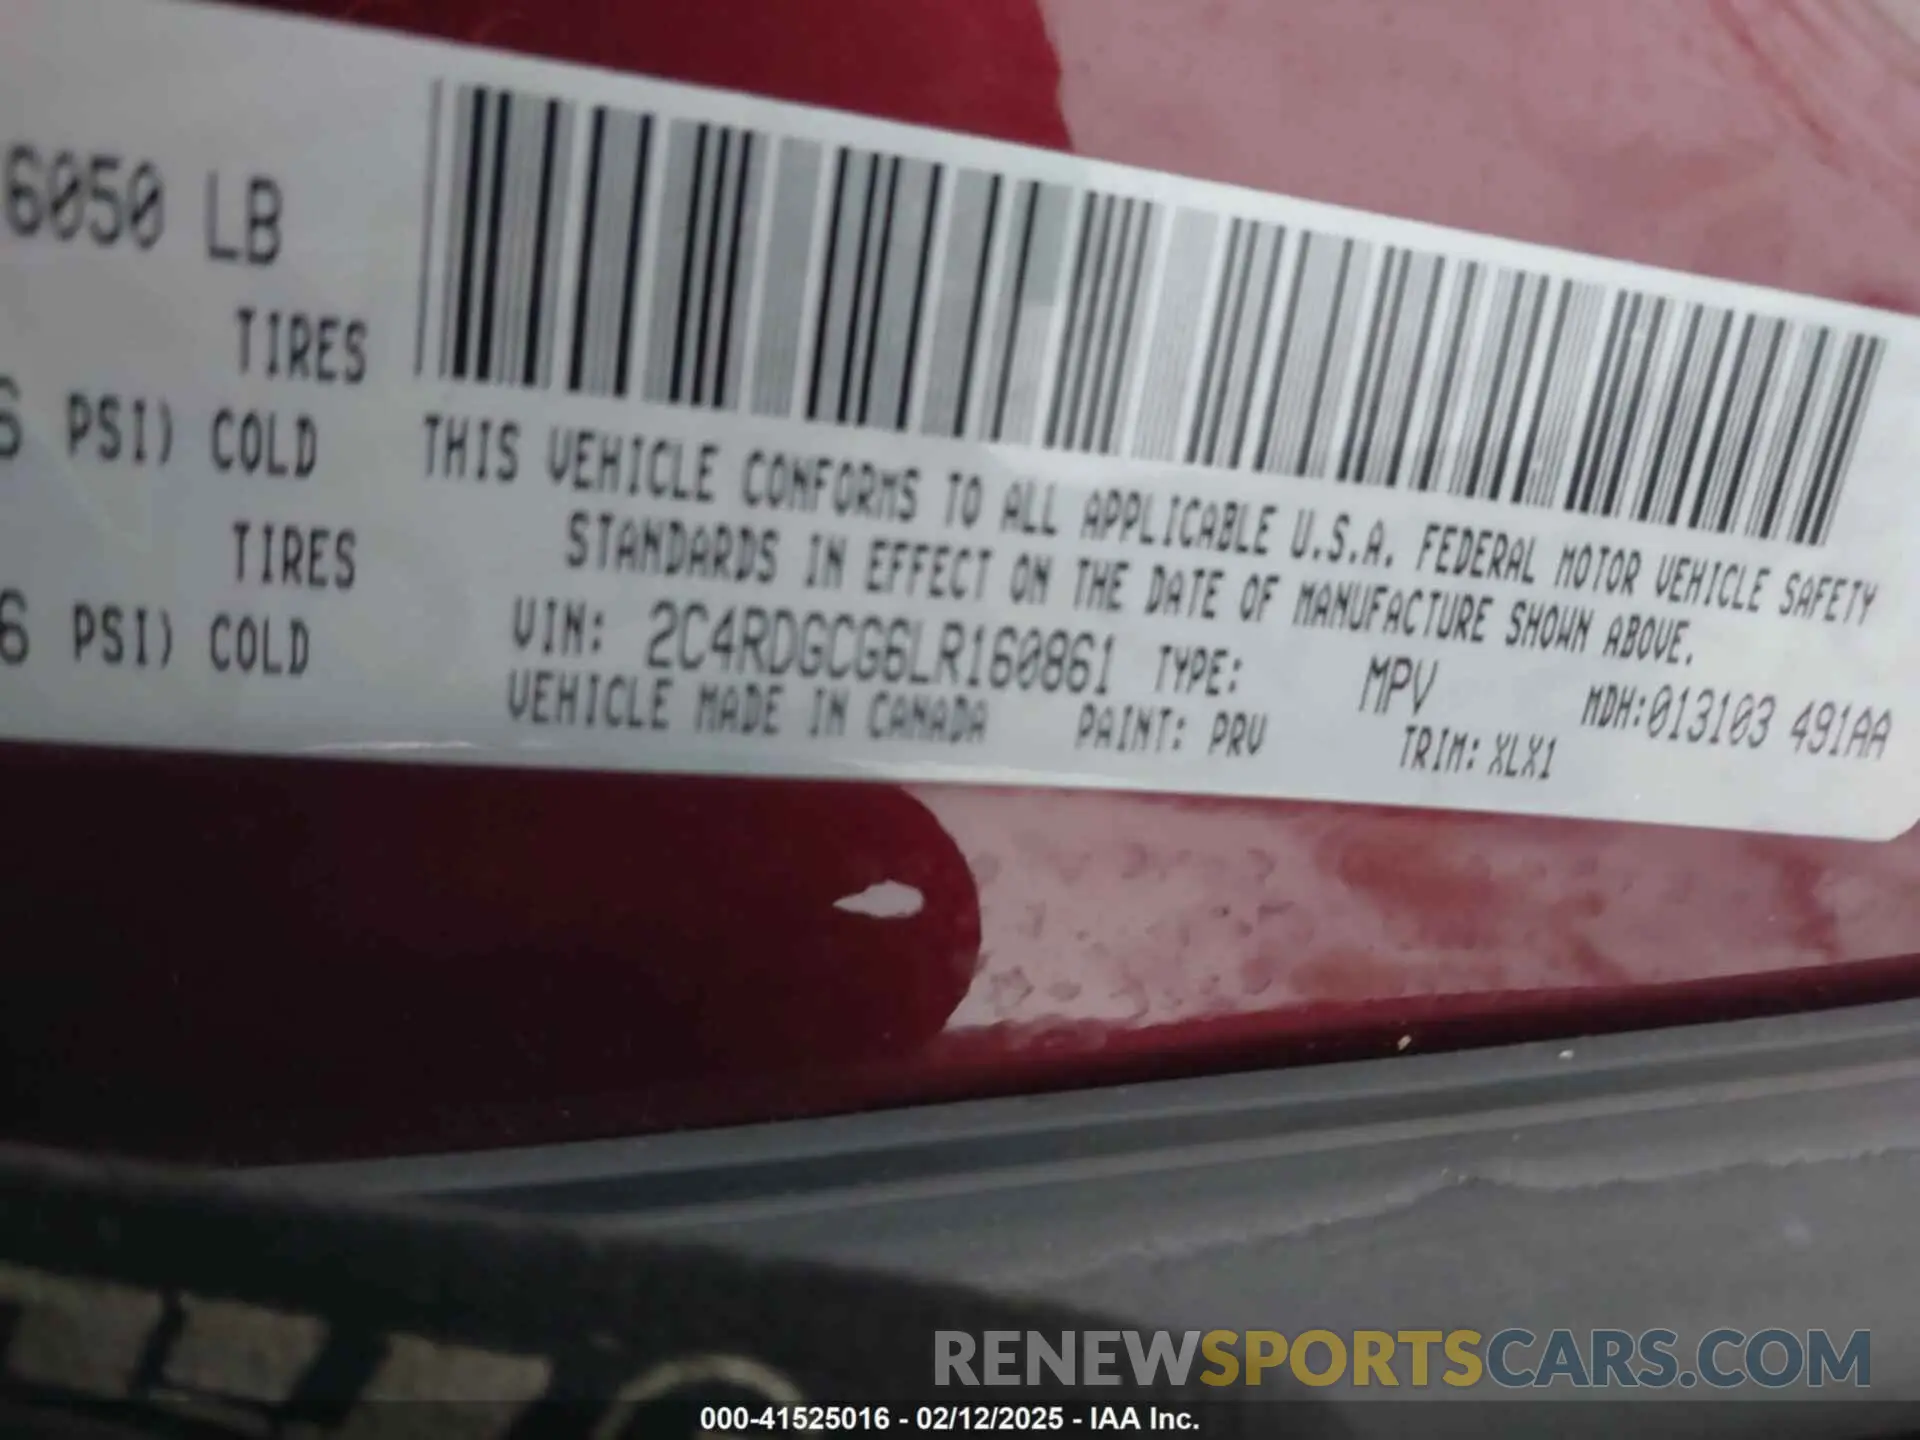 6050 LB
TIRES
6 PSI) COLD
TIRES
6 PSI) COLD
THIS VEHICLE CONFORMS TO ALL APPLICABLE U.S.A. FEDERAL MOTOR VEHICLE SAFETY
STANDARDS IN EFFECT ON THE DATE OF MANUFACTURE SHOWN ABOVE.
VIN: 2C4RDGCG6LR160861 TYPE: MPV MDH:013103 491AA
VEHICLE MADE IN CANADA PAINT: PRV TRIM: XLX1
RENEWSPORTSCARS.COM
000-41525016 - 02/12/2025 - IAA Inc.